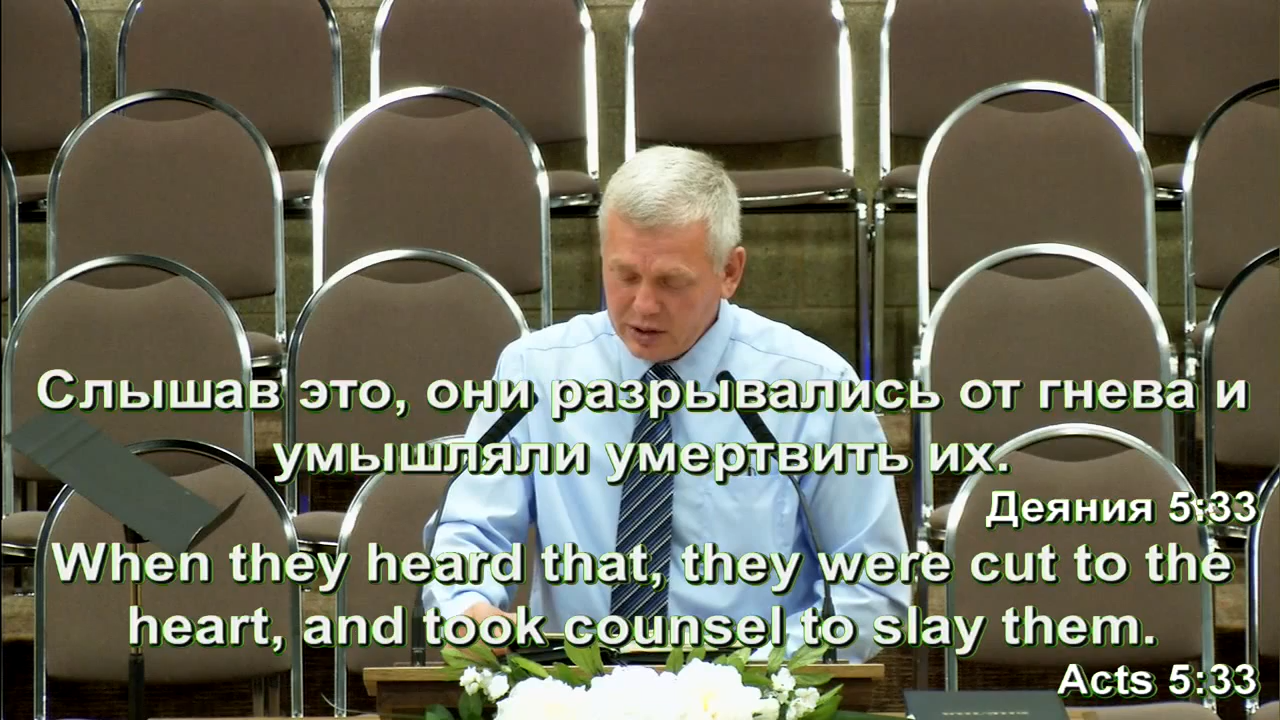 Слышав это, они разрывались от гнева и
умышляли умертвить их.
Деяния 5:33
When they heard that, they were cut to the
heart, and took counsel to slay them.
Acts 5:33